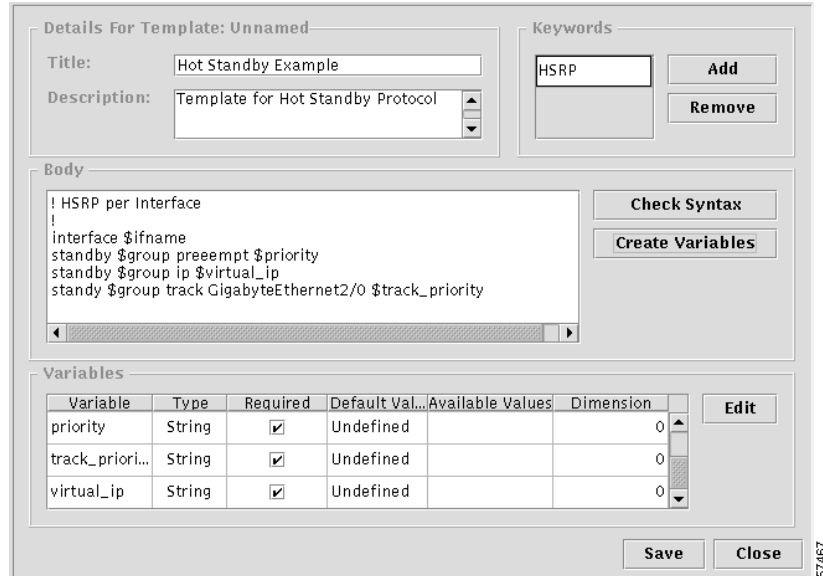 Details For Template: Unnamed
Title:
Hot Standby Example
Description:
Template for Hot Standby Protocol
Keywords
HSRP
Add
Remove
Body
! HSRP per Interface
!
interface $ifname
standby $group preeempt $priority
standby $group ip $virtual_ip
standy $group track GigabyteEthernet2/0 $track_priority
Check Syntax
Create Variables
Variables
Variable Type Required Default Val... Available Values Dimension
priority String Undefined 0
track_priori... String Undefined 0
virtual_ip String Undefined 0
Edit
Save Close
57467